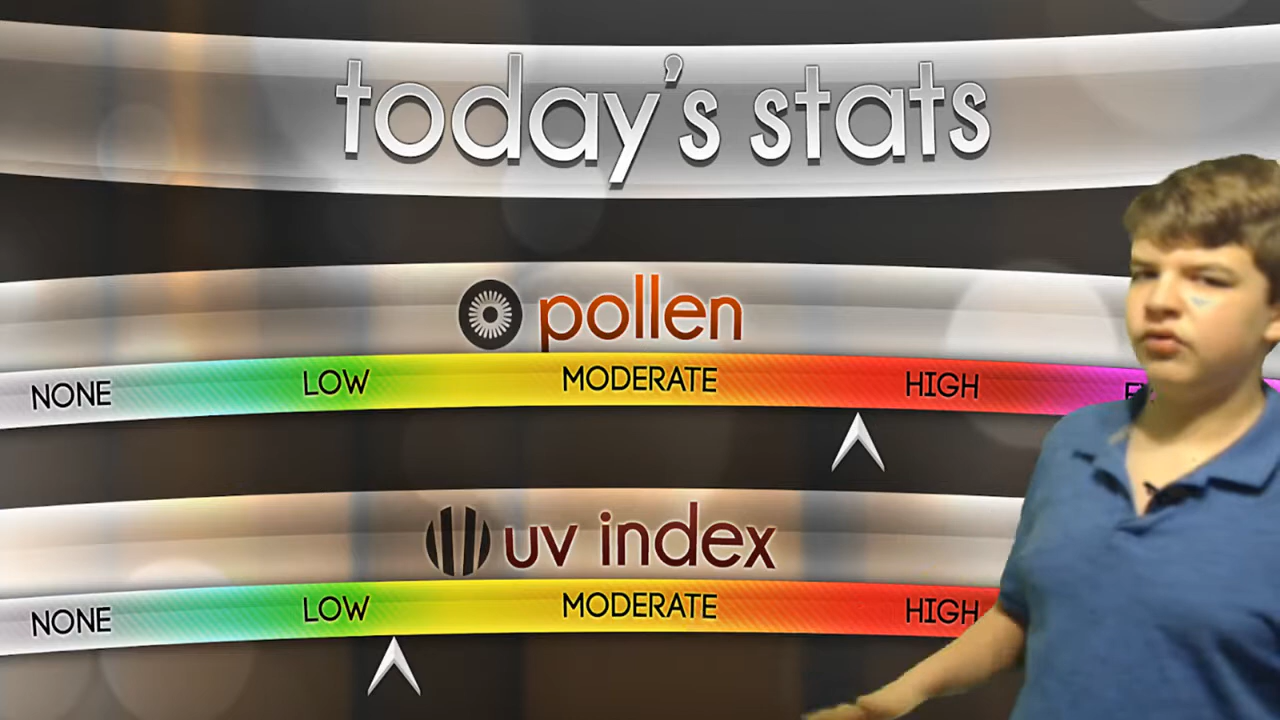 today's stats
pollen
NONE LOW MODERATE HIGH
uv index
NONE LOW MODERATE HIGH